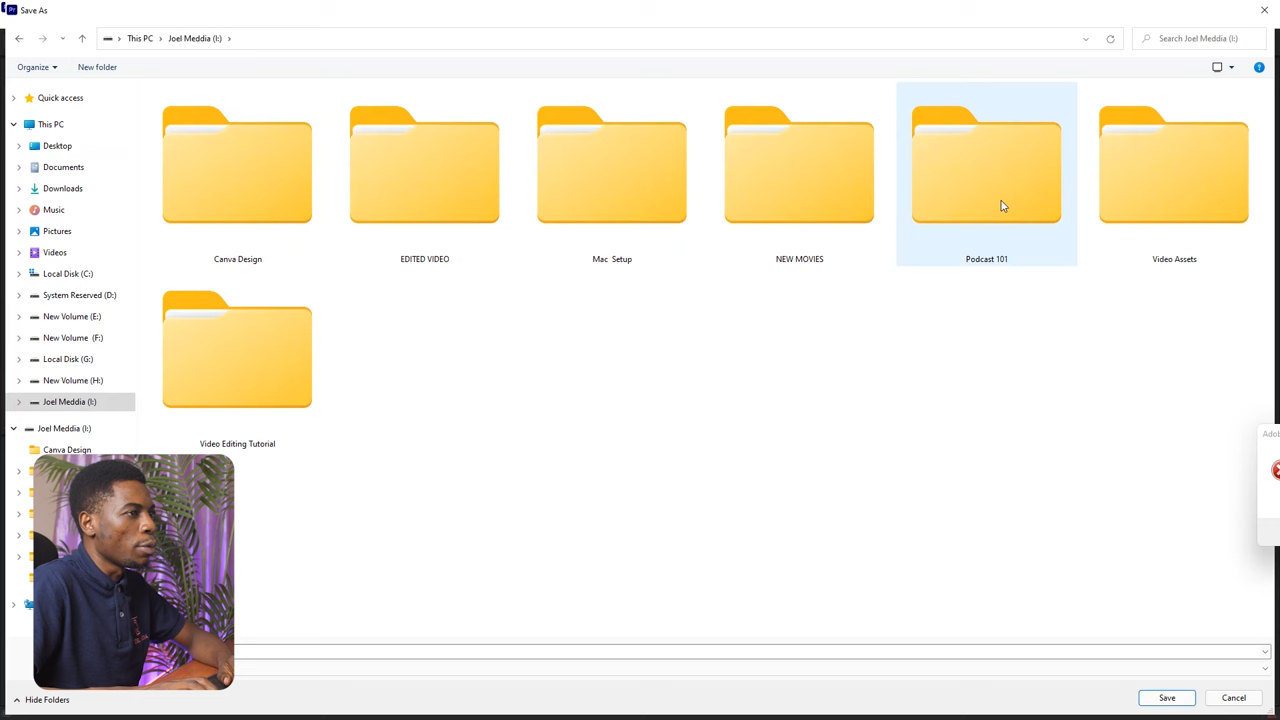 Pr Save As
This PC > Joel Meddia (I:) >
Search Joel Meddia (I:)
Organize
New folder
Quick access
This PC
Desktop
Documents
Downloads
Music
Pictures
Videos
Local Disk (C:)
System Reserved (D:)
New Volume (E:)
New Volume (F:)
Local Disk (G:)
New Volume (H:)
Joel Meddia (I:)
Joel Meddia (I:)
Canva Design
Canva Design
EDITED VIDEO
Mac Setup
NEW MOVIES
Podcast 101
Video Assets
Video Editing Tutorial
Hide Folders
Save
Cancel